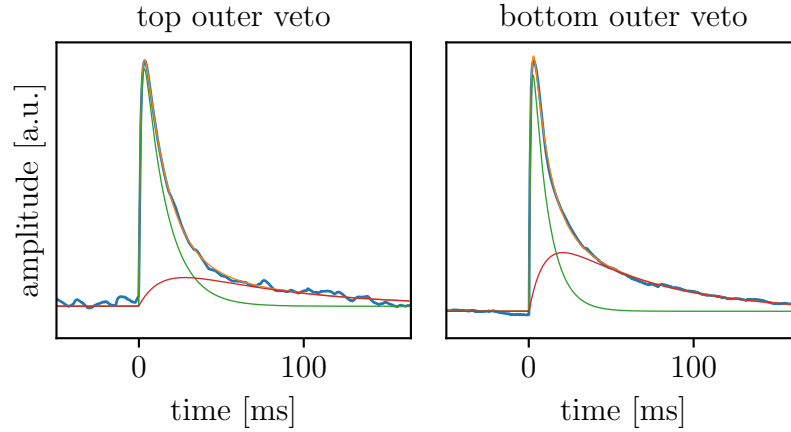 top outer veto
bottom outer veto
amplitude [a.u.]
0
100
0
100
time [ms]
time [ms]